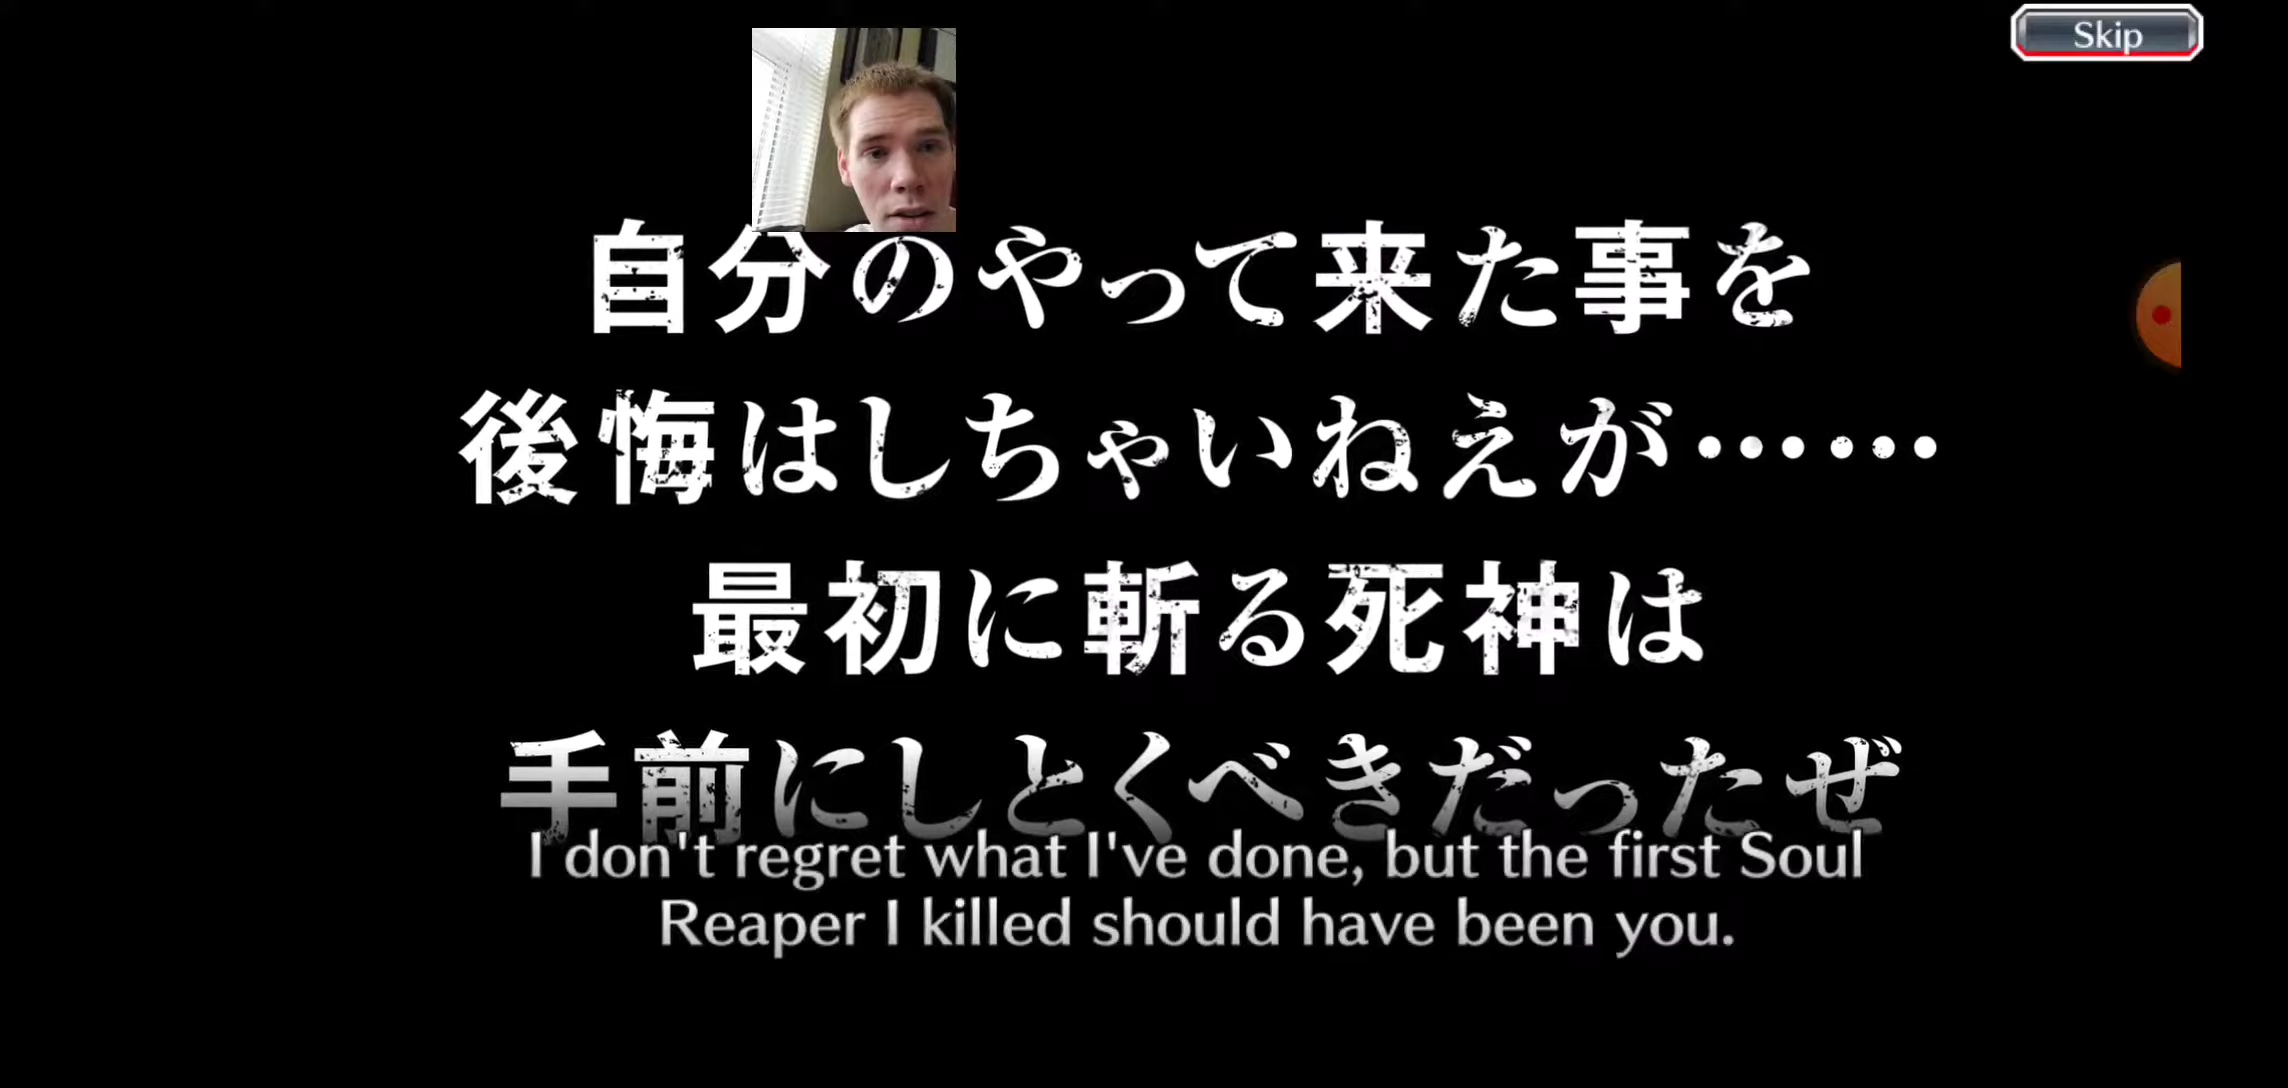 Skip
自分のやって来た事を
後悔はしちゃいねえが……
最初に斬る死神は
手前にしとくべきだったぜ
I don't regret what I've done, but the first Soul
Reaper I killed should have been you.